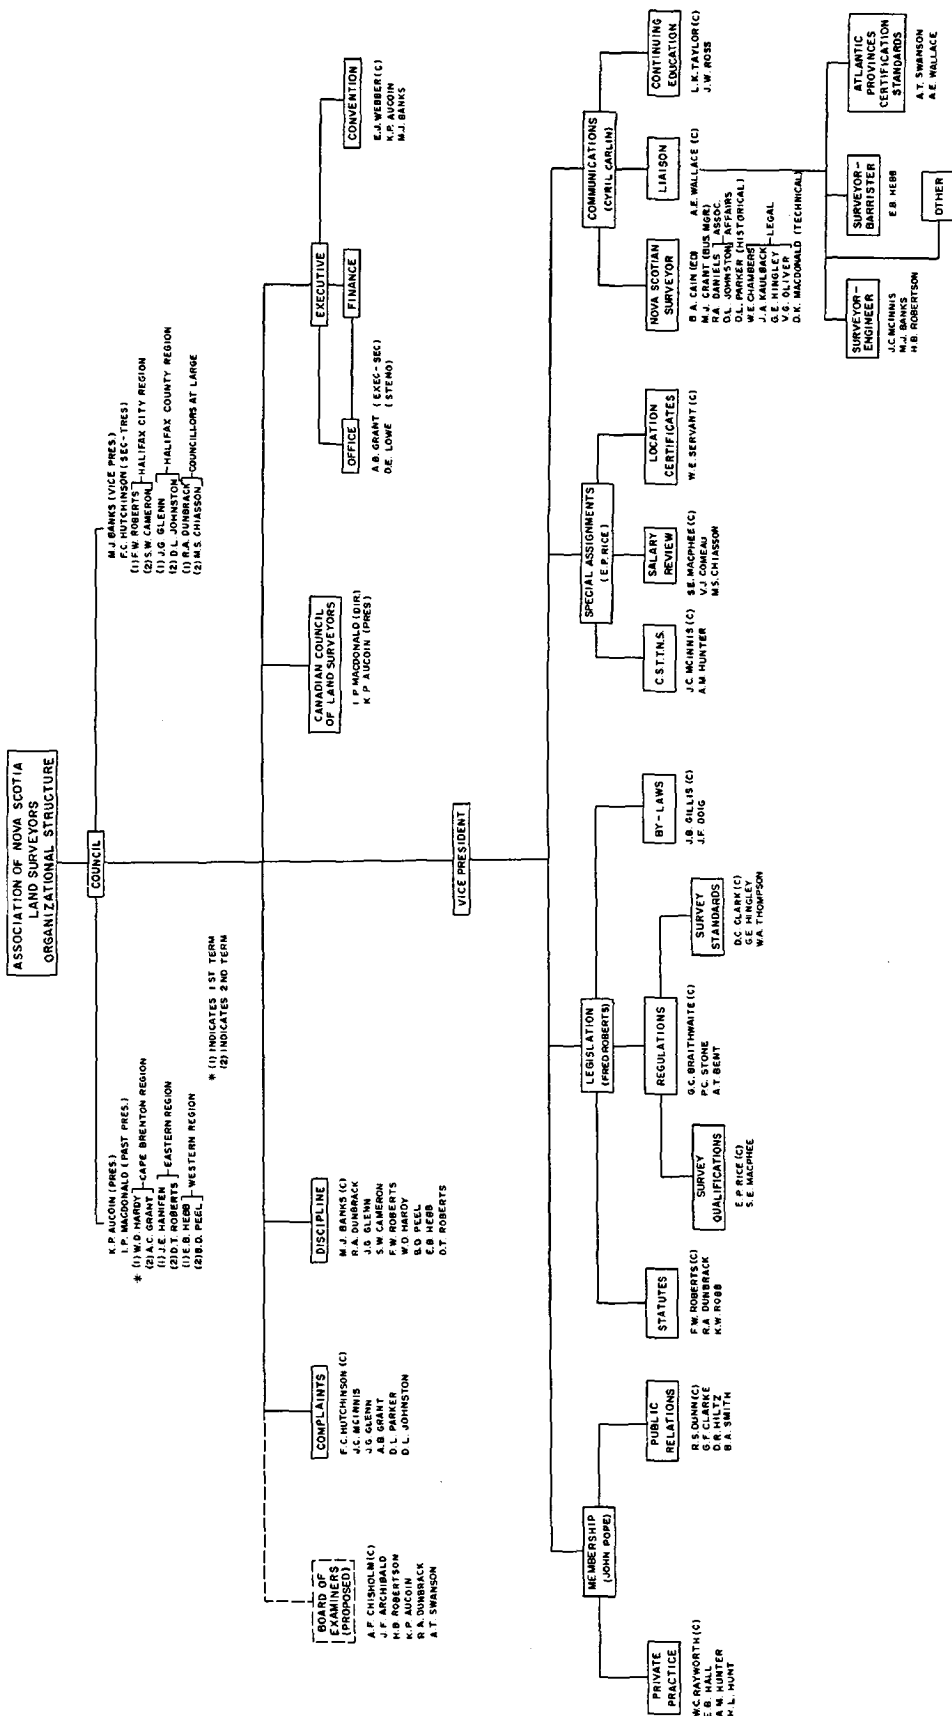 ASSOCIATION OF NOVA SCOTIA
LAND SURVEYORS
ORGANIZATIONAL STRUCTURE
COUNCIL
K.P. AUCOIN (PRES.)
I.P. MACDONALD (PAST PRES.)
* (1) W.D. HARDY
(2) A.C. GRANT
CAPE BRENTON REGION
(1) J.E. HANIFEN
(2) D.T. ROBERTS
EASTERN REGION
(1) E.B. HEBB
(2) B.D. PEEL
WESTERN REGION
M.J. BANKS (VICE PRES.)
F.C. HUTCHINSON (SEC-TRES)
(1) F.W. ROBERTS
(2) S.W. CAMERON
HALIFAX CITY REGION
(1) J.G. GLENN
(2) D.L. JOHNSTON
HALIFAX COUNTY REGION
(1) R.A. DUNBRACK
(2) M.S. CHIASSON
COUNCILLORS AT LARGE
* (1) INDICATES 1ST TERM
(2) INDICATES 2ND TERM
BOARD OF
EXAMINERS
(PROPOSED)
A.F. CHISHOLM (C)
J.F. ARCHIBALD
H.B. ROBERTSON
K.P. AUCOIN
R.A. DUNBRACK
A.T. SWANSON
COMPLAINTS
F.C. HUTCHINSON (C)
J.C. MCINNIS
J.G. GLENN
A.B. GRANT
D.L. PARKER
D.L. JOHNSTON
DISCIPLINE
M.J. BANKS (C)
R.A. DUNBRACK
J.G. GLENN
S.W. CAMERON
F.W. ROBERTS
W.D. HARDY
B.D. PEEL
E.B. HEBB
D.T. ROBERTS
CANADIAN COUNCIL
OF LAND SURVEYORS
I.P. MACDONALD (DIR.)
K.P. AUCOIN (PRES)
EXECUTIVE
OFFICE
A.B. GRANT (EXEC-SEC)
D.E. LOWE (STENO)
FINANCE
CONVENTION
E.J. WEBBER (C)
K.P. AUCOIN
M.J. BANKS
VICE PRESIDENT
MEMBERSHIP
(JOHN POPE)
PRIVATE
PRACTICE
W.C. RAYWORTH (C)
E.B. HALL
A.M. HUNTER
H.L. HUNT
PUBLIC
RELATIONS
R.S. DUNN (C)
G.F. CLARKE
D.R. HILTZ
B.A. SMITH
LEGISLATION
(FRED ROBERTS)
STATUTES
F.W. ROBERTS (C)
R.A. DUNBRACK
K.W. ROBB
REGULATIONS
G.C. BRAITHWAITE (C)
P.C. STONE
A.T. BENT
SURVEY
QUALIFICATIONS
E.P. RICE (C)
S.E. MACPHEE
SURVEY
STANDARDS
D.C. CLARK (C)
G.E. HINGLEY
W.A. THOMPSON
BY-LAWS
J.B. GILLIS (C)
J.F. DOIG
SPECIAL ASSIGNMENTS
(E.P. RICE)
C.S.T.T.N.S.
J.C. MCINNIS (C)
A.M. HUNTER
SALARY
REVIEW
S.E. MACPHEE (C)
V.J. COMEAU
M.S. CHIASSON
LOCATION
CERTIFICATES
W.E. SERVANT (C)
COMMUNICATIONS
(CYRIL CARLIN)
NOVA SCOTIAN
SURVEYOR
B.A. CAIN (ED)
M.J. GRANT (BUS. MGR)
R.A. DANIELS
D.L. JOHNSTON
ASSOC.
AFFAIRS
D.L. PARKER (HISTORICAL)
W.E. CHAMBERS
J.A. KAULBACK
G.E. HINGLEY
V.G. OLIVER
LEGAL
D.K. MACDONALD (TECHNICAL)
LIAISON
A.E. WALLACE (C)
CONTINUING
EDUCATION
L.K. TAYLOR (C)
J.W. ROSS
SURVEYOR-
ENGINEER
J.C. MCINNIS
M.J. BANKS
H.B. ROBERTSON
SURVEYOR-
BARRISTER
E.B. HEBB
ATLANTIC
PROVINCES
CERTIFICATION
STANDARDS
A.T. SWANSON
A.E. WALLACE
OTHER